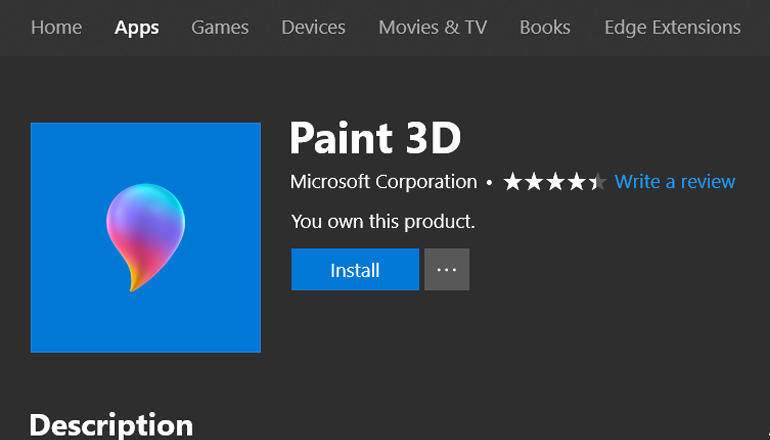 Home Apps Games Devices Movies & TV Books Edge Extensions
Paint 3D
Microsoft Corporation • Write a review
You own this product.
Install ...
Description